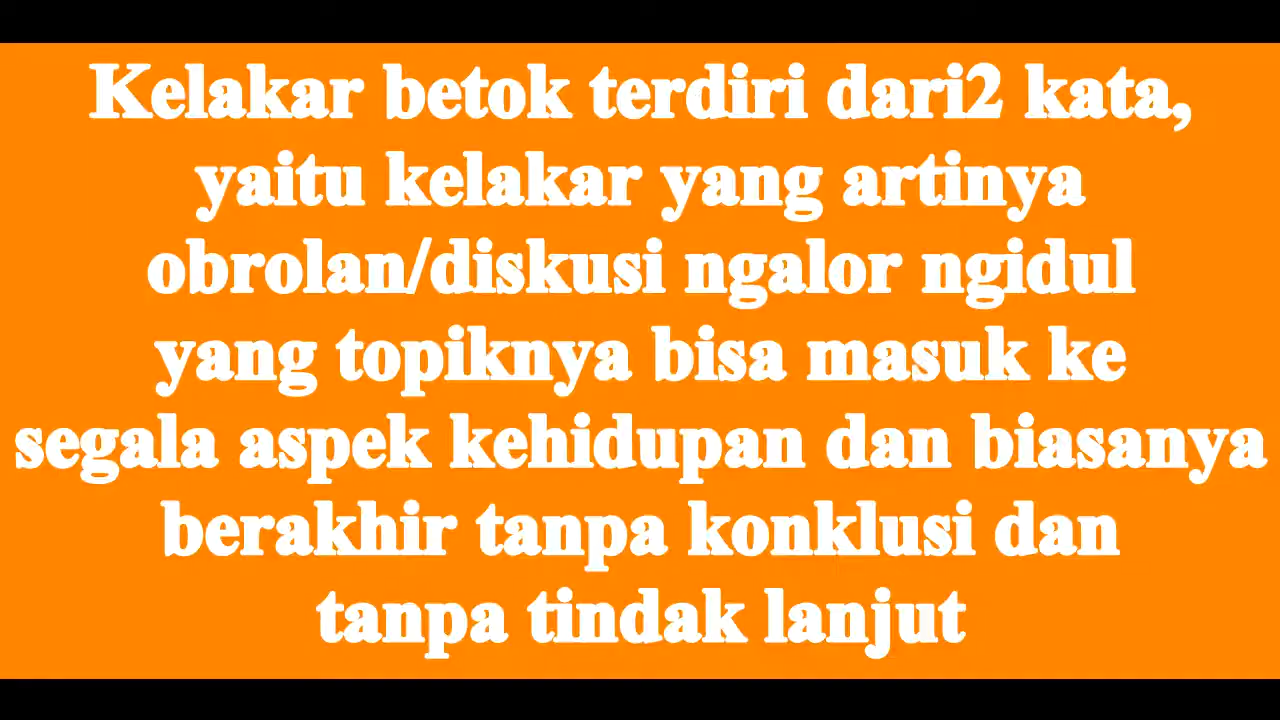 Kelakar betok terdiri dari2 kata,
yaitu kelakar yang artinya
obrolan/diskusi ngalor ngidul
yang topiknya bisa masuk ke
segala aspek kehidupan dan biasanya
berakhir tanpa konklusi dan
tanpa tindak lanjut